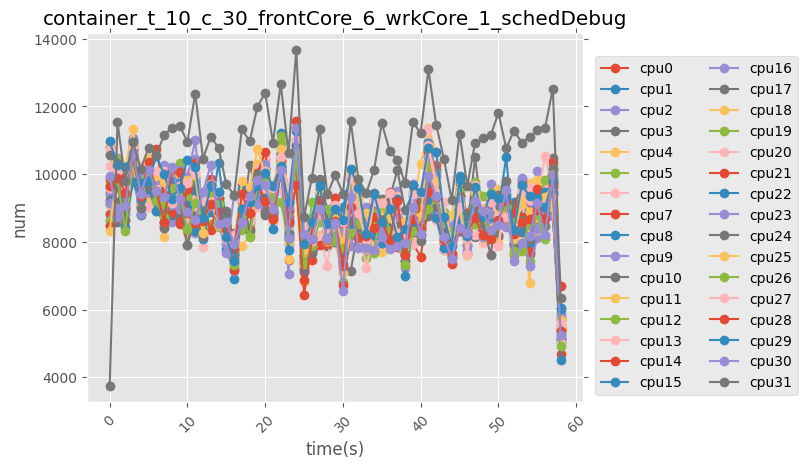 container_t_10_c_30_frontCore_6_wrkCore_1_schedDebug
14000
12000
10000
8000
6000
4000
num
0
10
20
30
40
50
60
time(s)
cpu0
cpu1
cpu2
cpu3
cpu4
cpu5
cpu6
cpu7
cpu8
cpu9
cpu10
cpu11
cpu12
cpu13
cpu14
cpu15
cpu16
cpu17
cpu18
cpu19
cpu20
cpu21
cpu22
cpu23
cpu24
cpu25
cpu26
cpu27
cpu28
cpu29
cpu30
cpu31